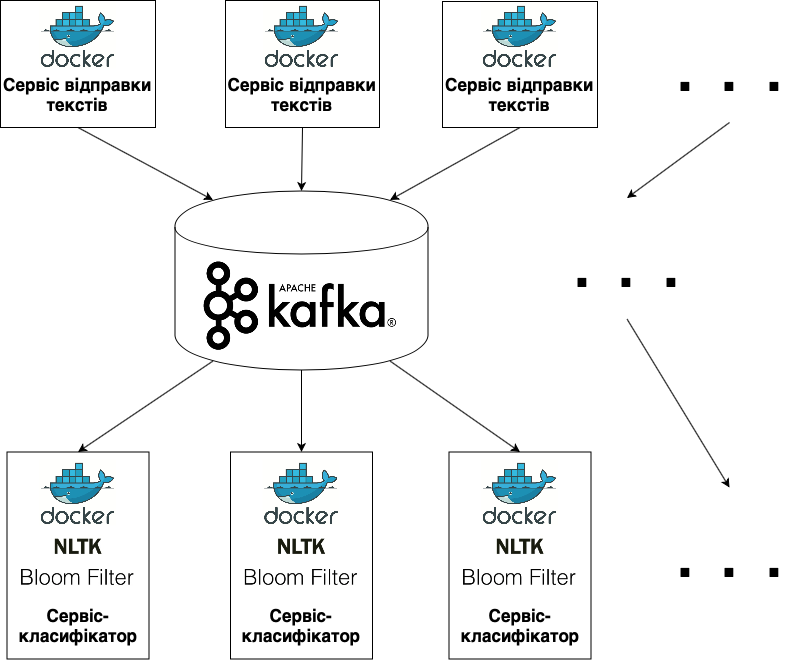 docker docker docker
Сервіс відправки Сервіс відправки Сервіс відправки
текстів текстів текстів
APACHE
kafka®
docker docker docker
NLTK NLTK NLTK
Bloom Filter Bloom Filter Bloom Filter
Сервіс- Сервіс- Сервіс-
класифікатор класифікатор класифікатор